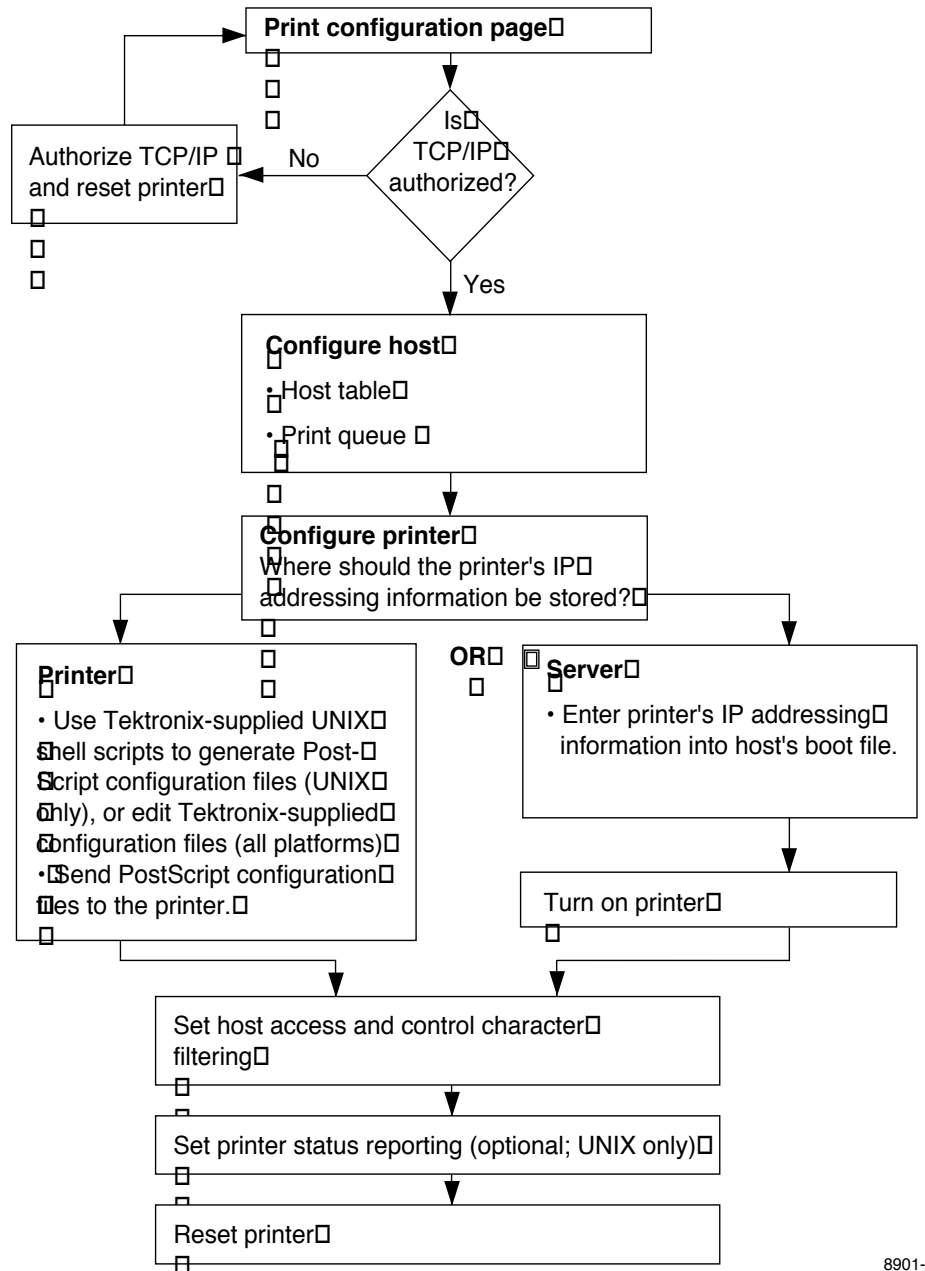 Print configuration page
Is
TCP/IP
authorized?
No
Authorize TCP/IP
and reset printer
Yes
Configure host
• Host table
• Print queue
Configure printer
Where should the printer's IP
addressing information be stored?
Printer
• Use Tektronix-supplied UNIX
shell scripts to generate Post-
Script configuration files (UNIX
only), or edit Tektronix-supplied
configuration files (all platforms)
• Send PostScript configuration
files to the printer.
OR
Server
• Enter printer's IP addressing
information into host's boot file.
Turn on printer
Set host access and control character
filtering
Set printer status reporting (optional; UNIX only)
Reset printer
8901-